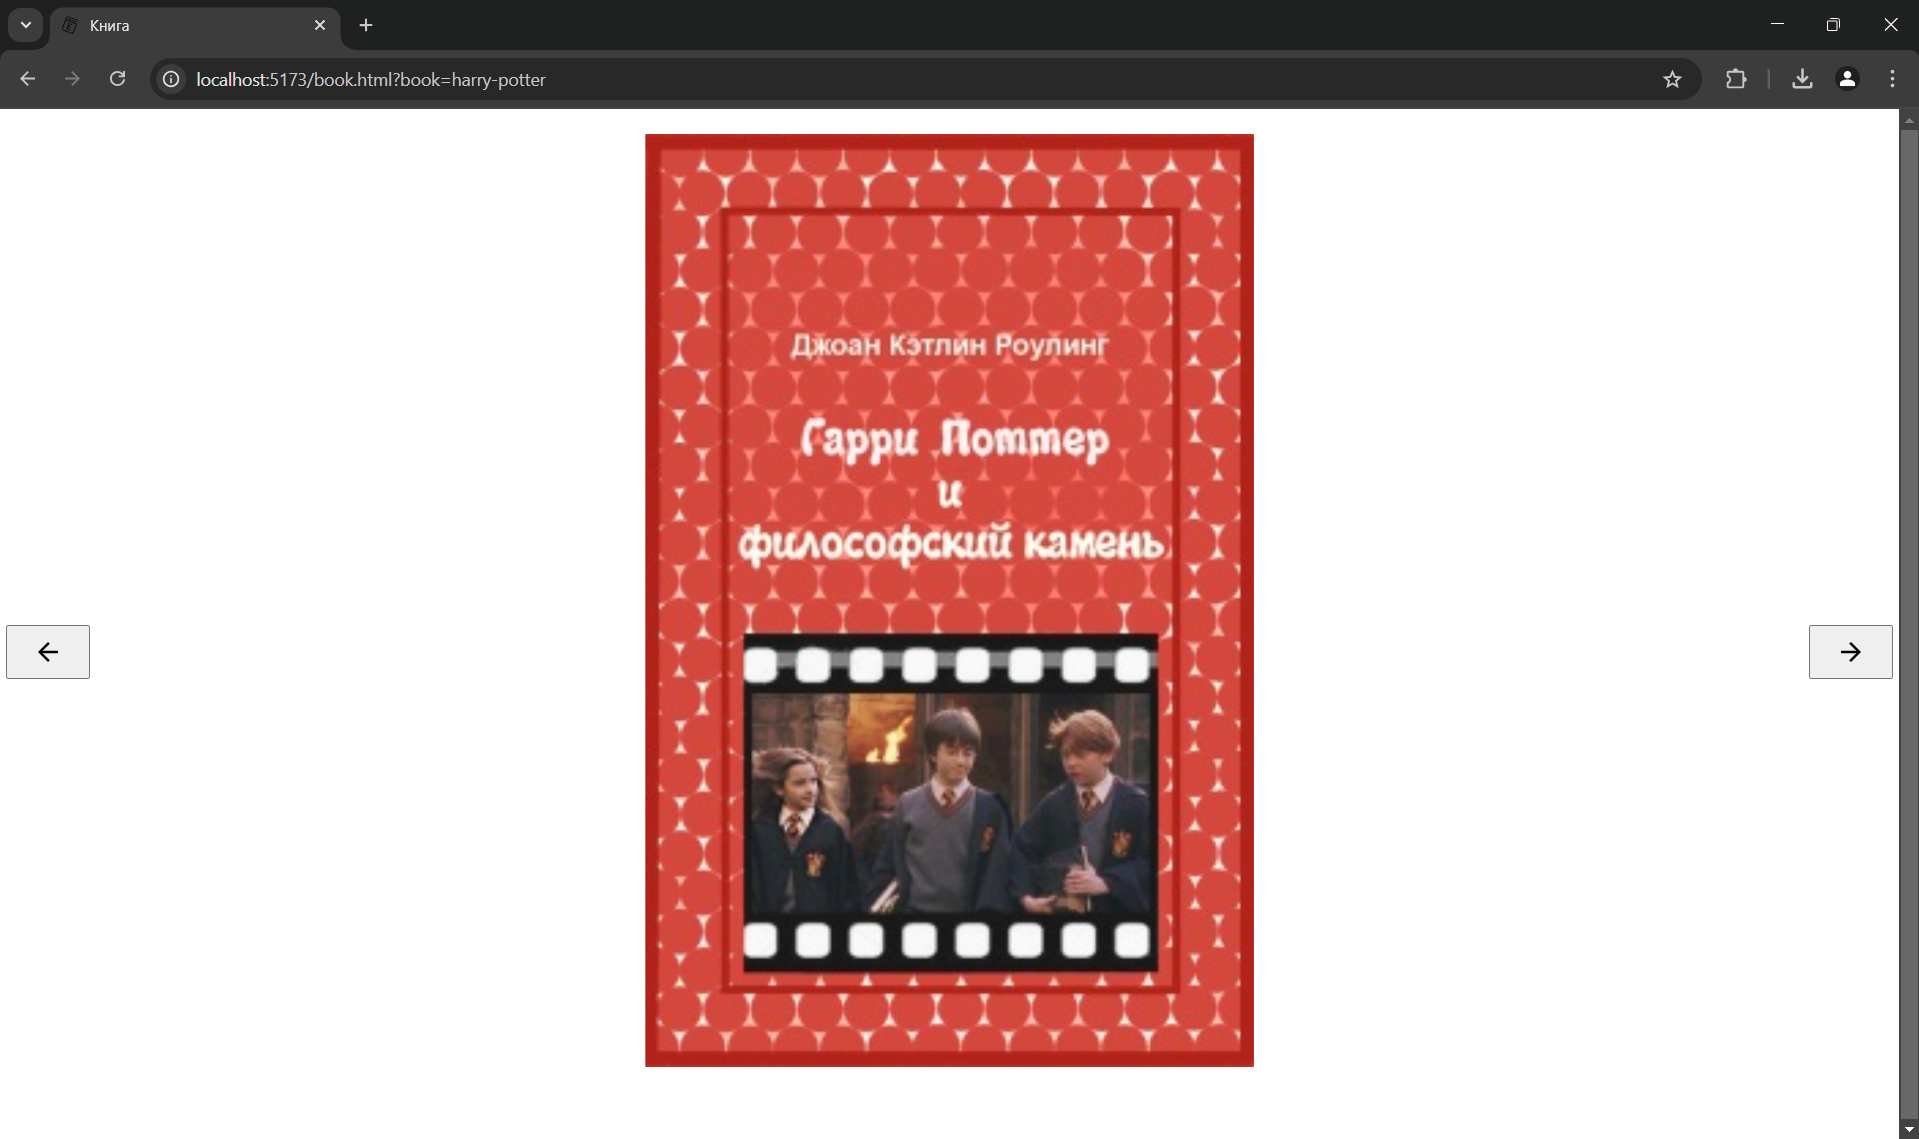 Книга
localhost:5173/book.html?book=harry-potter
Джоан Кэтлин Роулинг
Гарри Поттер
и
философский камень